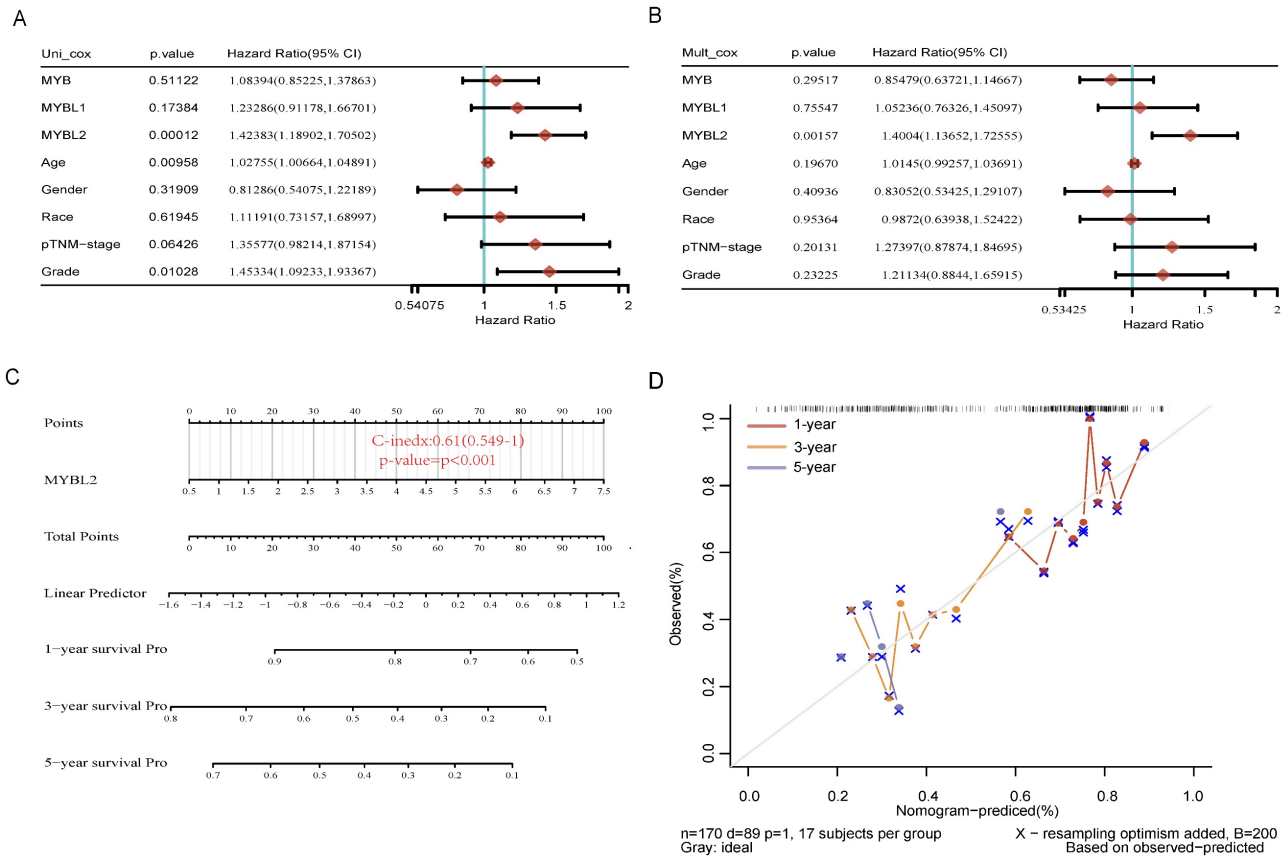 A
Uni_cox p.value Hazard Ratio(95% CI)
MYB 0.51122 1.08394(0.85225,1.37863)
MYBL1 0.17384 1.23286(0.91178,1.66701)
MYBL2 0.00012 1.42383(1.18902,1.70502)
Age 0.00958 1.02755(1.00664,1.04891)
Gender 0.31909 0.81286(0.54075,1.22189)
Race 0.61945 1.11191(0.73157,1.68997)
pTNM−stage 0.06426 1.35577(0.98214,1.87154)
Grade 0.01028 1.45334(1.09233,1.93367)
0.54075 1 1.5 2
Hazard Ratio
B
Mult_cox p.value Hazard Ratio(95% CI)
MYB 0.29517 0.85479(0.63721,1.14667)
MYBL1 0.75547 1.05236(0.76326,1.45097)
MYBL2 0.00157 1.4004(1.13652,1.72555)
Age 0.19670 1.0145(0.99257,1.03691)
Gender 0.40936 0.83052(0.53425,1.29107)
Race 0.95364 0.9872(0.63938,1.52422)
pTNM−stage 0.20131 1.27397(0.87874,1.84695)
Grade 0.23225 1.21134(0.8844,1.65915)
0.53425 1 1.5 2
Hazard Ratio
C
Points 0 10 20 30 40 50 60 70 80 90 100
C-inedx:0.61(0.549-1)
p-value=p<0.001
MYBL2 0.5 1 1.5 2 2.5 3 3.5 4 4.5 5 5.5 6 6.5 7 7.5
Total Points 0 10 20 30 40 50 60 70 80 90 100
Linear Predictor −1.6 −1.4 −1.2 −1 −0.8 −0.6 −0.4 −0.2 0 0.2 0.4 0.6 0.8 1 1.2
1−year survival Pro 0.9 0.8 0.7 0.6 0.5
3−year survival Pro 0.8 0.7 0.6 0.5 0.4 0.3 0.2 0.1
5−year survival Pro 0.7 0.6 0.5 0.4 0.3 0.2 0.1
D
1-year
3-year
5-year
Observed(%)
1.0
0.8
0.6
0.4
0.2
0.0
0.0 0.2 0.4 0.6 0.8 1.0
Nomogram−prediced(%)
n=170 d=89 p=1, 17 subjects per group
Gray: ideal
X − resampling optimism added, B=200
Based on observed−predicted